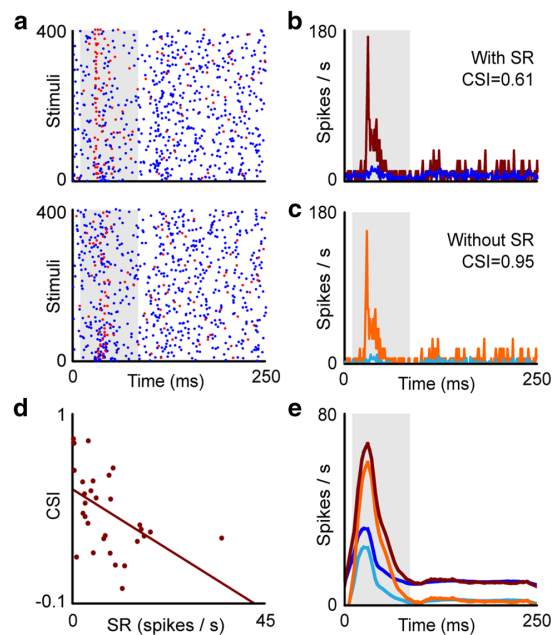 a
400
Stimuli
0
Time (ms)
400
Stimuli
0
0
Time (ms)
250
b
180
Spikes / s
With SR
CSI=0.61
0
c
180
Spikes / s
Without SR
CSI=0.95
0
0
Time (ms)
250
d
1
CSI
-0.1
0
SR (spikes / s)
45
e
80
Spikes / s
0
0
Time (ms)
250